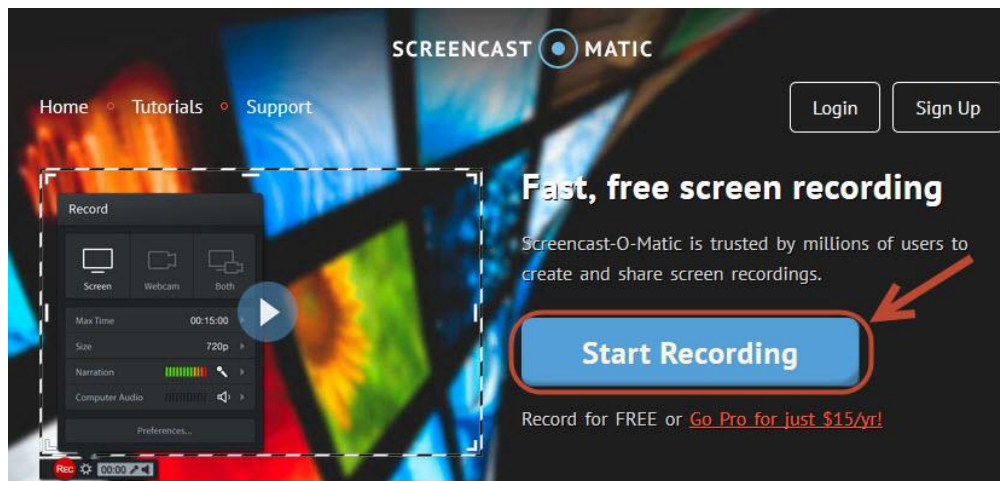 SCREENCAST MATIC
Home Tutorials Support
Login Sign Up
Fast, free screen recording
Screencast-O-Matic is trusted by millions of users to
create and share screen recordings.
Start Recording
Record for FREE or Go Pro for just $15/yr!
Record
Screen Webcam Both
Max Time 00:15:00
Size 720p
Narration
Computer Audio
Preferences...
REC 00:00